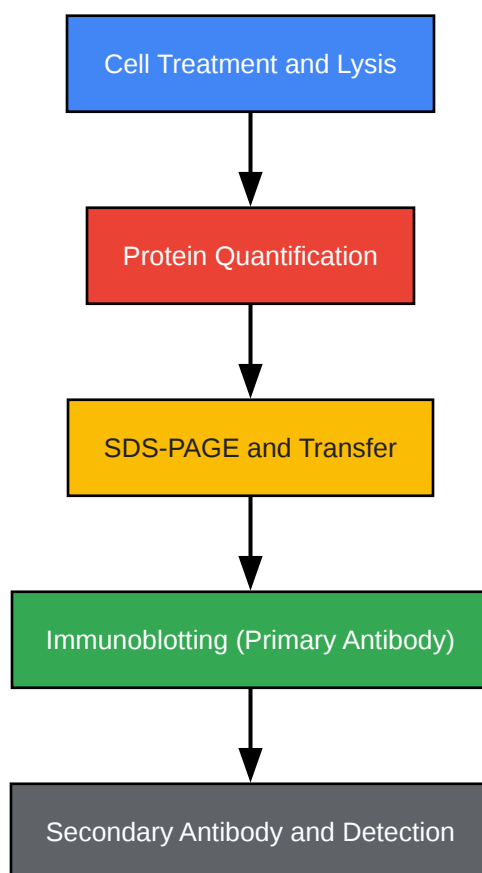 Cell Treatment and Lysis
Protein Quantification
SDS-PAGE and Transfer
Immunoblotting (Primary Antibody)
Secondary Antibody and Detection